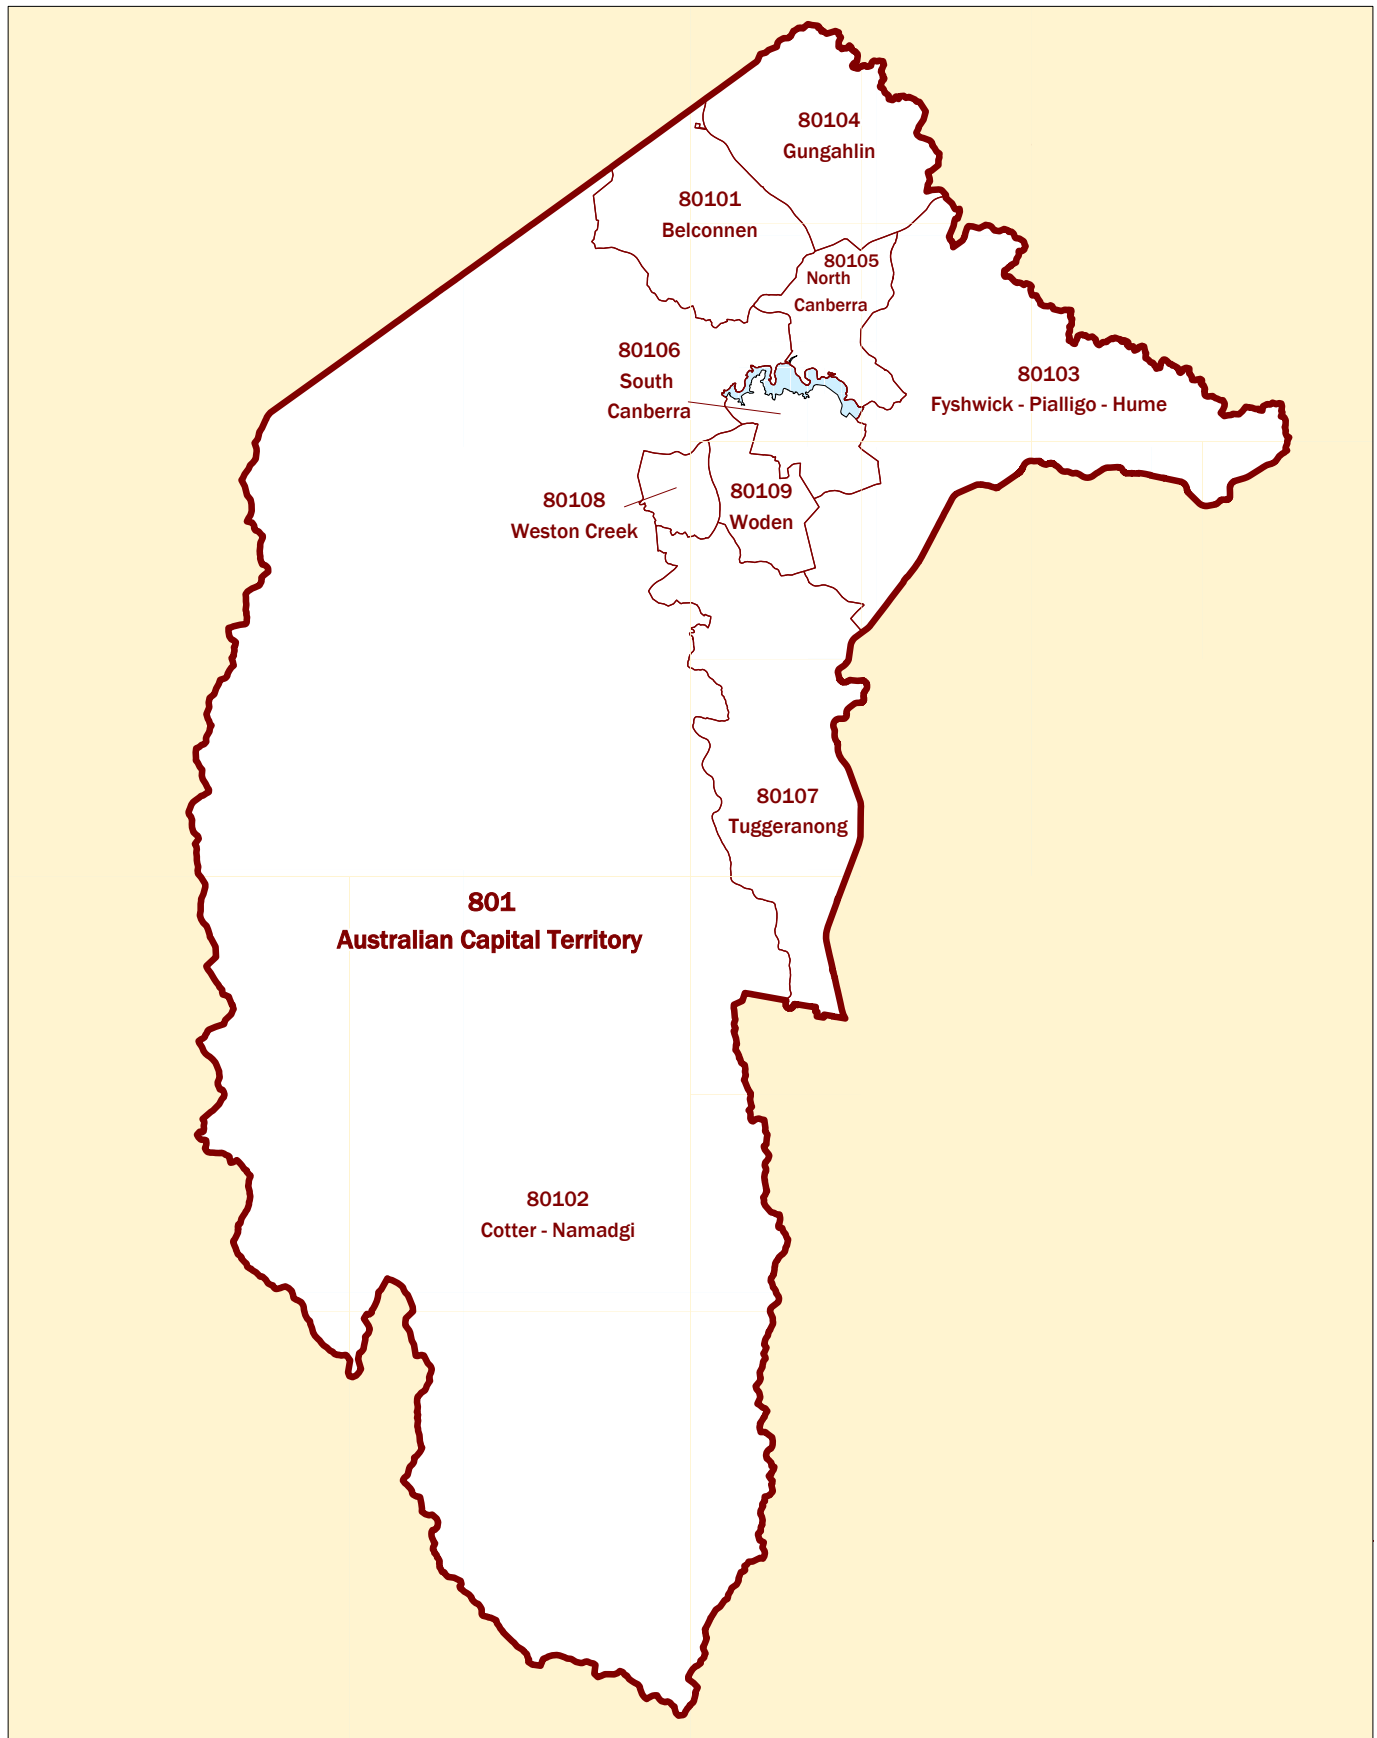 80104
Gungahlin
80101
Belconnen
80105
North
Canberra
80106
South
Canberra
80103
Fyshwick - Pialligo - Hume
80108
Weston Creek
80109
Woden
80107
Tuggeranong
801
Australian Capital Territory
80102
Cotter - Namadgi